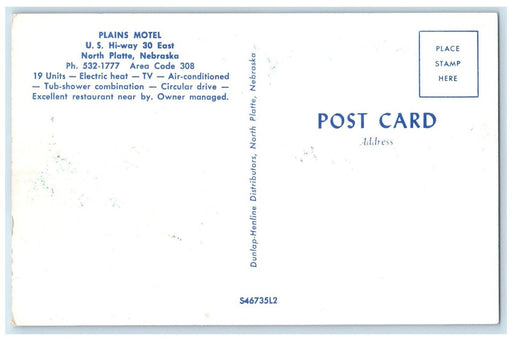 PLAINS MOTEL
U. S. Hi-way 30 East
North Platte, Nebraska
Ph. 532-1777 Area Code 308
19 Units — Electric heat — TV — Air-conditioned
— Tub-shower combination — Circular drive —
Excellent restaurant near by. Owner managed.
Dunlap-Henline Distributors, North Platte, Nebraska
PLACE
STAMP
HERE
POST CARD
Address
S46735L2